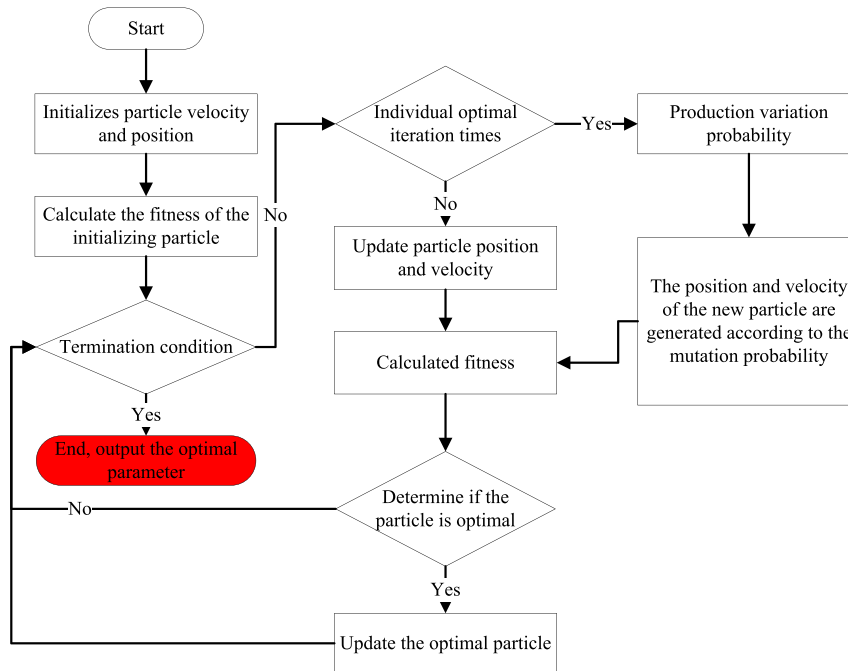 Start
Initializes particle velocity
and position
Calculate the fitness of the
initializing particle
Termination condition
Yes
End, output the optimal
parameter
No
Individual optimal
iteration times
Yes
Production variation
probability
The position and velocity
of the new particle are
generated according to the
mutation probability
No
Update particle position
and velocity
Calculated fitness
Determine if the
particle is optimal
No
Yes
Update the optimal particle